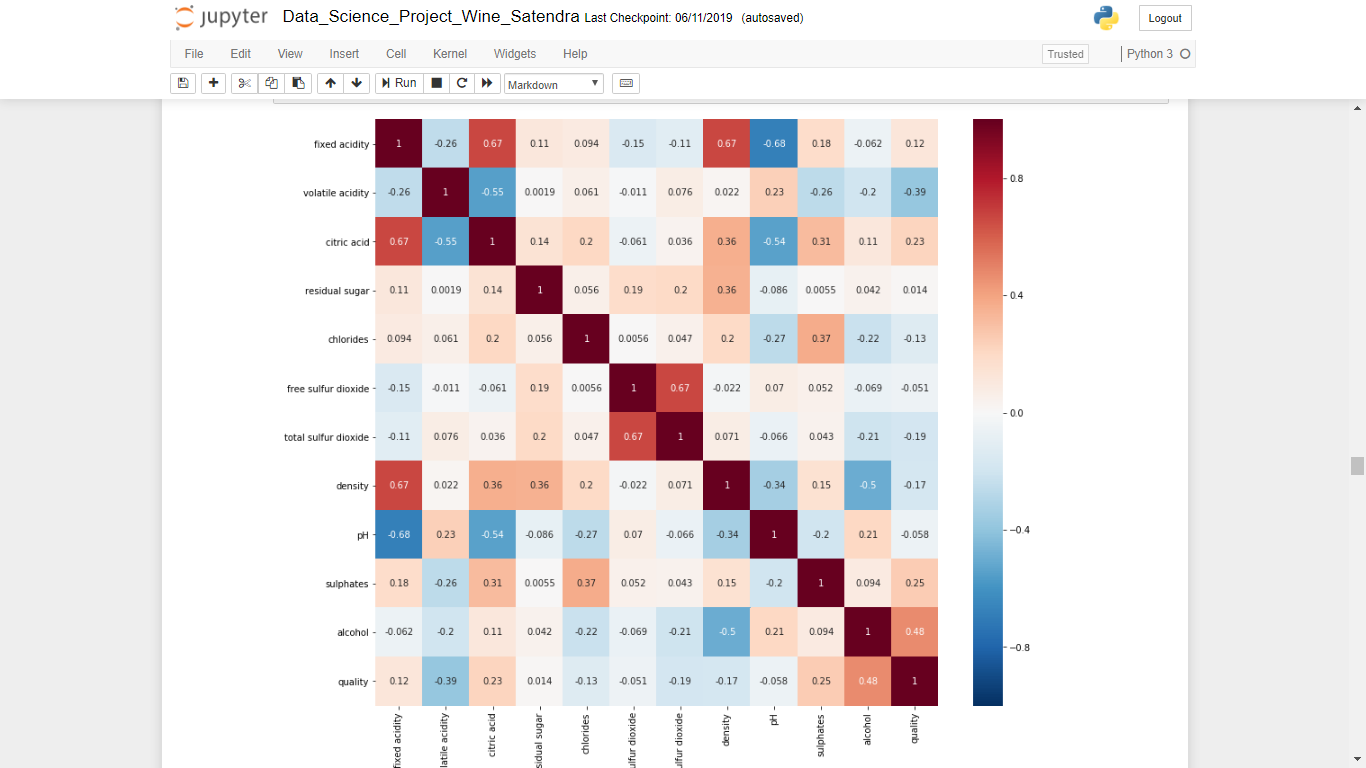 jupyter Data_Science_Project_Wine_Satendra Last Checkpoint: 06/11/2019 (autosaved) Logout
File Edit View Insert Cell Kernel Widgets Help Trusted Python 3
Run Markdown
fixed acidity 1 -0.26 0.67 0.11 0.094 -0.15 -0.11 0.67 -0.68 0.18 -0.062 0.12
volatile acidity -0.26 1 -0.55 0.0019 0.061 -0.011 0.076 0.022 0.23 -0.26 -0.2 -0.39
0.8
citric acid 0.67 -0.55 1 0.14 0.2 -0.061 0.036 0.36 -0.54 0.31 0.11 0.23
residual sugar 0.11 0.0019 0.14 1 0.056 0.19 0.2 0.36 -0.086 0.0055 0.042 0.014
0.4
chlorides 0.094 0.061 0.2 0.056 1 0.0056 0.047 0.2 -0.27 0.37 -0.22 -0.13
free sulfur dioxide -0.15 -0.011 -0.061 0.19 0.0056 1 0.67 -0.022 0.07 0.052 -0.069 -0.051
0.0
total sulfur dioxide -0.11 0.076 0.036 0.2 0.047 0.67 1 0.071 -0.066 0.043 -0.21 -0.19
density 0.67 0.022 0.36 0.36 0.2 -0.022 0.071 1 -0.34 0.15 -0.5 -0.17
-0.4
pH -0.68 0.23 -0.54 -0.086 -0.27 0.07 -0.066 -0.34 1 -0.2 0.21 -0.058
sulphates 0.18 -0.26 0.31 0.0055 0.37 0.052 0.043 0.15 -0.2 1 0.094 0.25
alcohol -0.062 -0.2 0.11 0.042 -0.22 -0.069 -0.21 -0.5 0.21 0.094 1 0.48
-0.8
quality 0.12 -0.39 0.23 0.014 -0.13 -0.051 -0.19 -0.17 -0.058 0.25 0.48 1
fixed acidity
latile acidity
citric acid
sidual sugar
chlorides
ulfur dioxide
ulfur dioxide
density
pH
sulphates
alcohol
quality